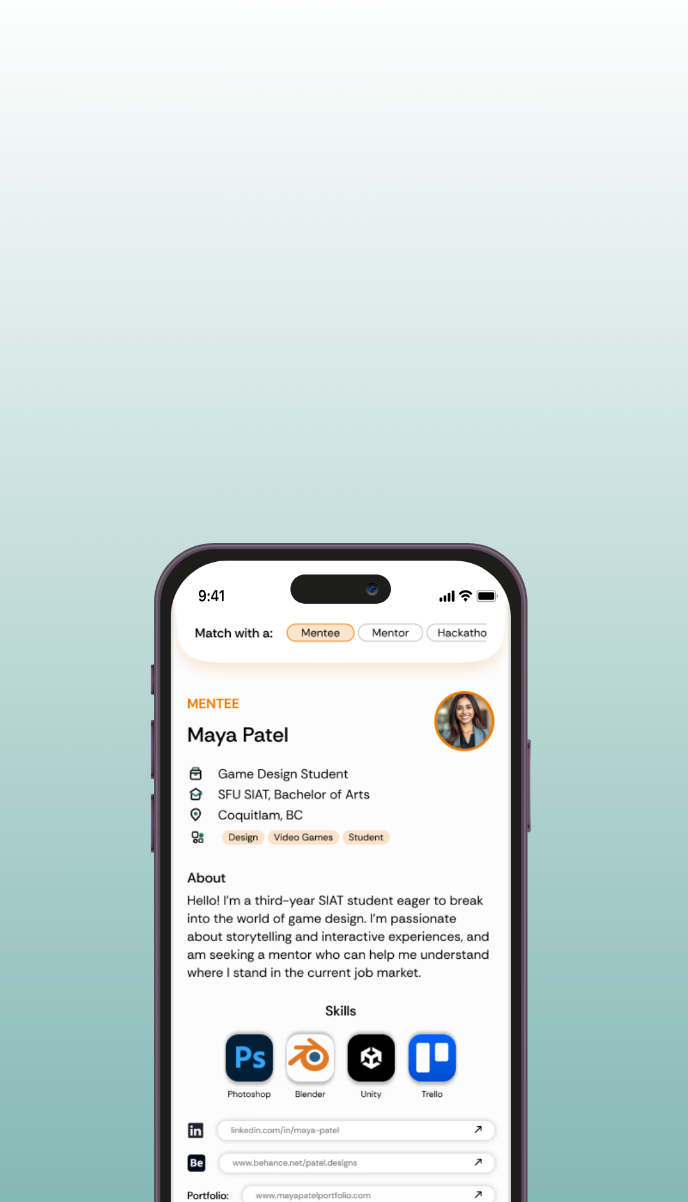 9:41
Match with a: Mentee Mentor Hackatho
MENTEE
Maya Patel
Game Design Student
SFU SIAT, Bachelor of Arts
Coquitlam, BC
Design Video Games Student
About
Hello! I'm a third-year SIAT student eager to break
into the world of game design. I'm passionate
about storytelling and interactive experiences, and
am seeking a mentor who can help me understand
where I stand in the current job market.
Skills
Ps
Photoshop Blender Unity Trello
in linkedin.com/in/maya-patel
Bē www.behance.net/patel.designs
Portfolio: www.mayapatelportfolio.com